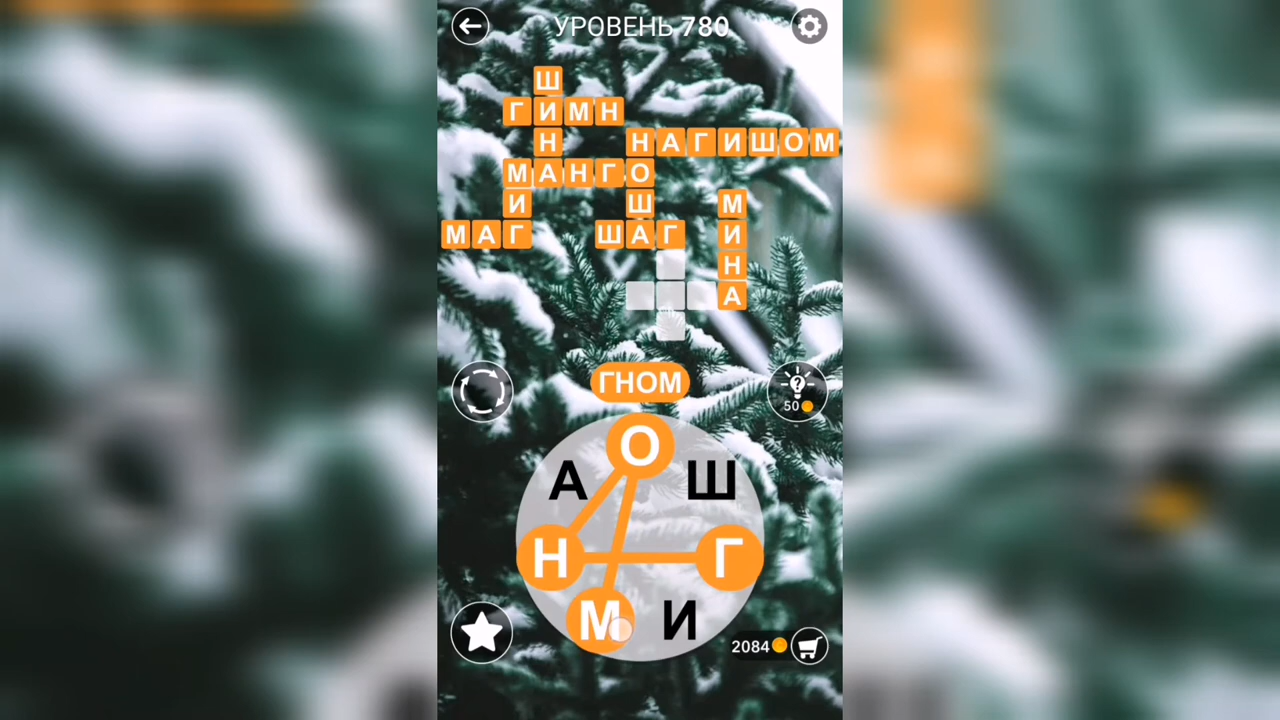 УРОВЕНЬ 780
Ш
ГИМН
Н
НАГИШОМ
МАНГО
И
Ш
М
МАГ
ШАГ
И
Н
А
ГНОМ
50
О
А
Ш
Н
Г
М
И
2084